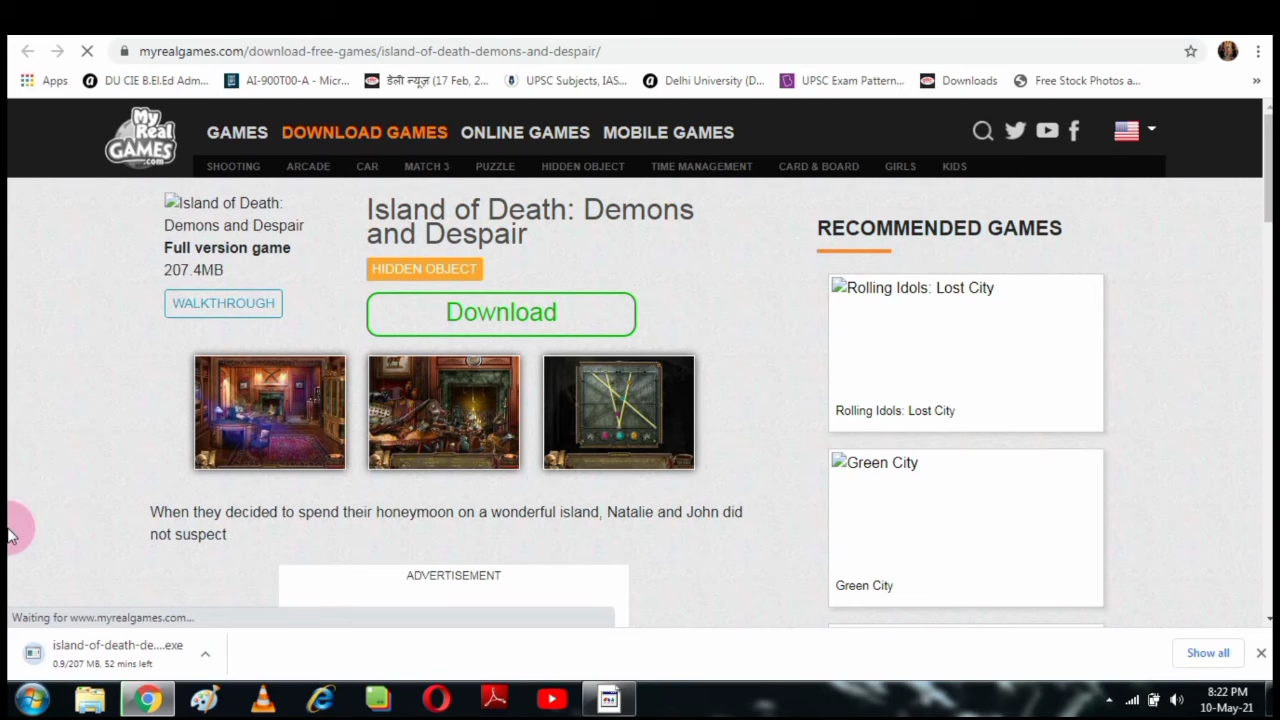 myrealgames.com/download-free-games/island-of-death-demons-and-despair/
Apps
DU CIE B.El.Ed Adm...
AI-900T00-A - Micr...
डेली न्यूज़ (17 Feb, 2...
UPSC Subjects, IAS...
Delhi University (D...
UPSC Exam Pattern...
Downloads
Free Stock Photos a...
»
My Real GAMES.com
GAMES DOWNLOAD GAMES ONLINE GAMES MOBILE GAMES
SHOOTING ARCADE CAR MATCH 3 PUZZLE HIDDEN OBJECT TIME MANAGEMENT CARD & BOARD GIRLS KIDS
Island of Death:
Demons and Despair
Full version game
207.4MB
WALKTHROUGH
Island of Death: Demons
and Despair
HIDDEN OBJECT
Download
When they decided to spend their honeymoon on a wonderful island, Natalie and John did
not suspect
ADVERTISEMENT
RECOMMENDED GAMES
Rolling Idols: Lost City
Rolling Idols: Lost City
Green City
Green City
Waiting for www.myrealgames.com...
island-of-death-de....exe
0.9/207 MB, 52 mins left
Show all
8:22 PM
10-May-21